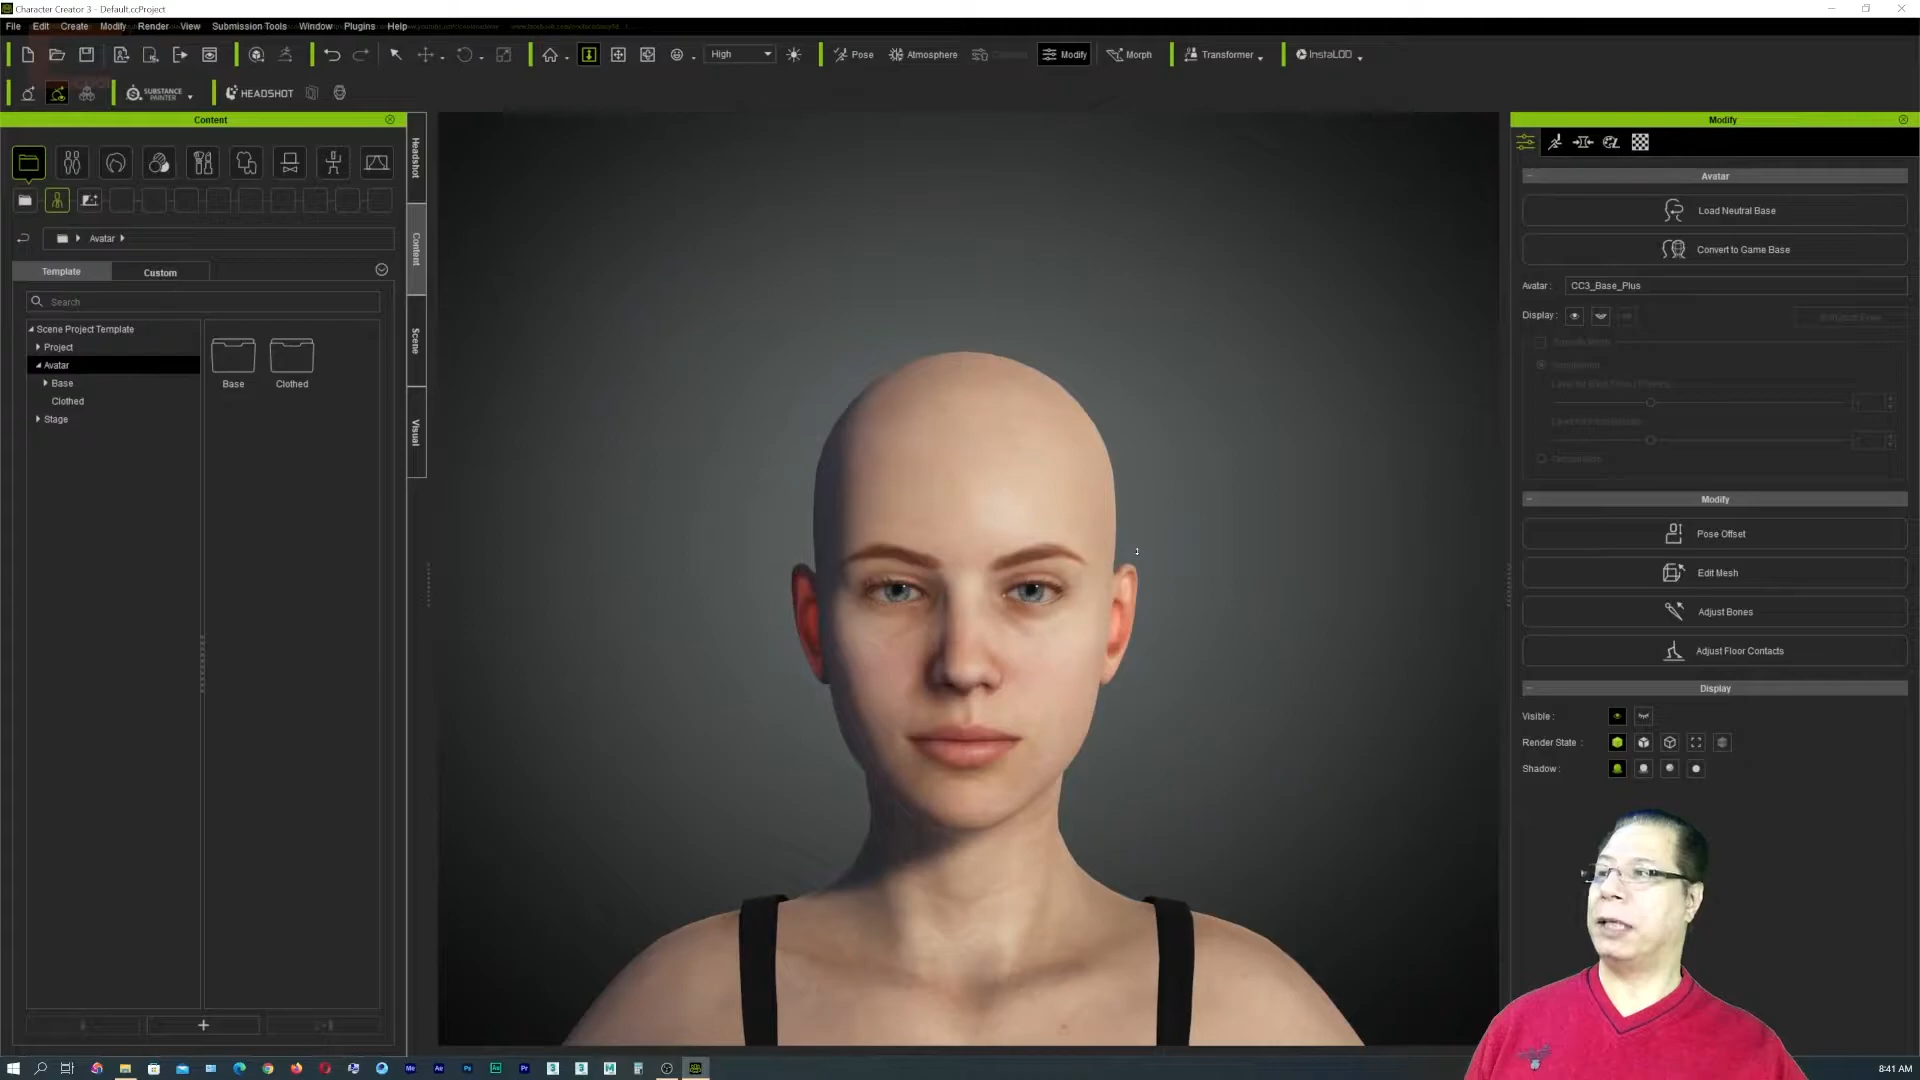 Character Creator 3 - Default.ccProject
File Edit Create Modify Render View Submission Tools Window Plugins Help
High Pose Atmosphere Modify Morph Transformer InstaLOD
SUBSTANCE PAINTER HEADSHOT
Content
Headshot
Content
Scene
Visual
Avatar
Template Custom
Search
Scene Project Template
Project
Avatar
Base
Clothed
Stage
Base Clothed
Modify
Avatar
Load Neutral Base
Convert to Game Base
Avatar : CC3_Base_Plus
Display :
Modify
Pose Offset
Edit Mesh
Adjust Bones
Adjust Floor Contacts
Display
Visible :
Render State :
Shadow :
8:41 AM